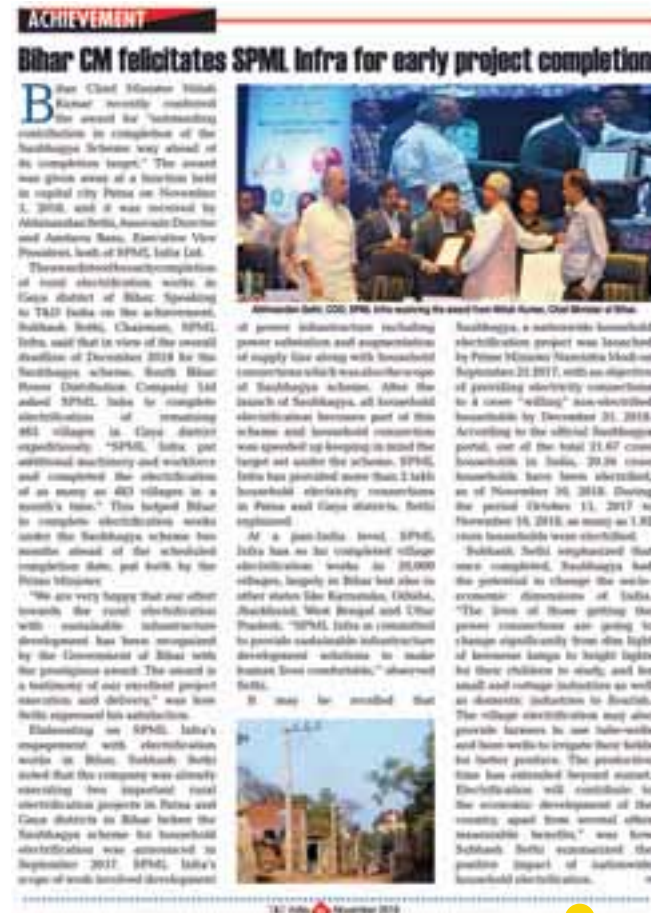 ACHIEVEMENT
Bihar CM felicitates SPML Infra for early project completion
Bihar Chief Minister Nitish
Kumar recently conferred
the award for "outstanding
contribution in completion of the
Saubhagya Scheme way ahead of
its completion target." The award
was given away at a function held
in capital city Patna on November
1, 2018, and it was received by
Abhinandan Sethi,
President, both of SPML Infra Ltd.
of rural electrification works in
Gaya district of Bihar. Speaking
to T&D India on the achievement,
Subhash Sethi, Chairman, SPML
Infra, said that in view of the overall
deadline of December 2018 for the
Saubhagya scheme, South Bihar
Power Distribution Company Ltd
asked SPML Infra to complete
electrification of remaining
villages in Gaya district
expeditiously. "SPML Infra put
additional machinery and workforce
and completed the electrification
of as many as 463 villages in a
month's time." This helped Bihar
to complete electrification works
under the Saubhagya scheme two
months ahead of the scheduled
completion date, put forth by the
Prime Minister.
"We are very happy that our effort
towards the rural electrification
with sustainable infrastructure
development has been recognized
by the Government of Bihar with
the prestigious award. The award is
a testimony of our excellent project
execution and delivery," was how
Sethi expressed his satisfaction.
Elaborating on SPML Infra's
engagement with electrification
works in Bihar, Subhash Sethi
noted that the company was already
executing two important rural
electrification projects in Patna and
Gaya districts in Bihar before the
Saubhagya scheme for household
electrification was announced in
September 2017. SPML Infra's
scope of work involved development
Abhinandan Sethi, COO, SPML Infra receiving the award from Nitish Kumar, Chief Minister of Bihar.
of power infrastructure including
power substation and augmentation
of supply line along with household
connections which was also the scope
of Saubhagya scheme. After the
launch of Saubhagya, all household
electrification becomes part of this
scheme and household connection
was speeded up keeping in mind the
target set under the scheme. SPML
Infra has provided more than 2 lakh
household electricity connections
in Patna and Gaya districts, Sethi
explained.
At a pan-India level, SPML
Infra has so far completed village
electrification works in 20,000
villages, largely in Bihar but also in
other states like Karnataka, Odisha,
Jharkhand, West Bengal and Uttar
Pradesh. "SPML Infra is committed
to provide sustainable infrastructure
development solutions to make
human lives comfortable," observed
Sethi.
It may be recalled that
Saubhagya, a nationwide household
electrification project was launched
by Prime Minister Narendra Modi on
September 25 2017, with an objective
of providing electricity connections
to 4 crore "willing" non-electrified
households by December 31, 2018.
According to the official Saubhagya
portal, out of the total 21.67 crore
households in India, crore
households have been electrified,
as of November 2018. During
the period October 11, 2017 to
November 2018, as many as
crore households were electrified.
Subhash Sethi emphasized that
once completed, Saubhagya had
the potential to change the socio-
economic dimensions of India.
"The lives of those getting the
power connections are going to
change significantly from dim light
of kerosene lamps to bright lights
for their children to study, and for
small and cottage industries as well
as domestic industries to flourish.
The village electrification may also
provide farmers to use tube-wells
and bore-wells to irrigate their fields
for better produce. The productive
time has extended beyond sunset.
Electrification will contribute to
the economic development of the
country, apart from several other
measurable benefits," was how
Subhash Sethi summarized the
positive impact of nationwide
household electrification.
November 2018